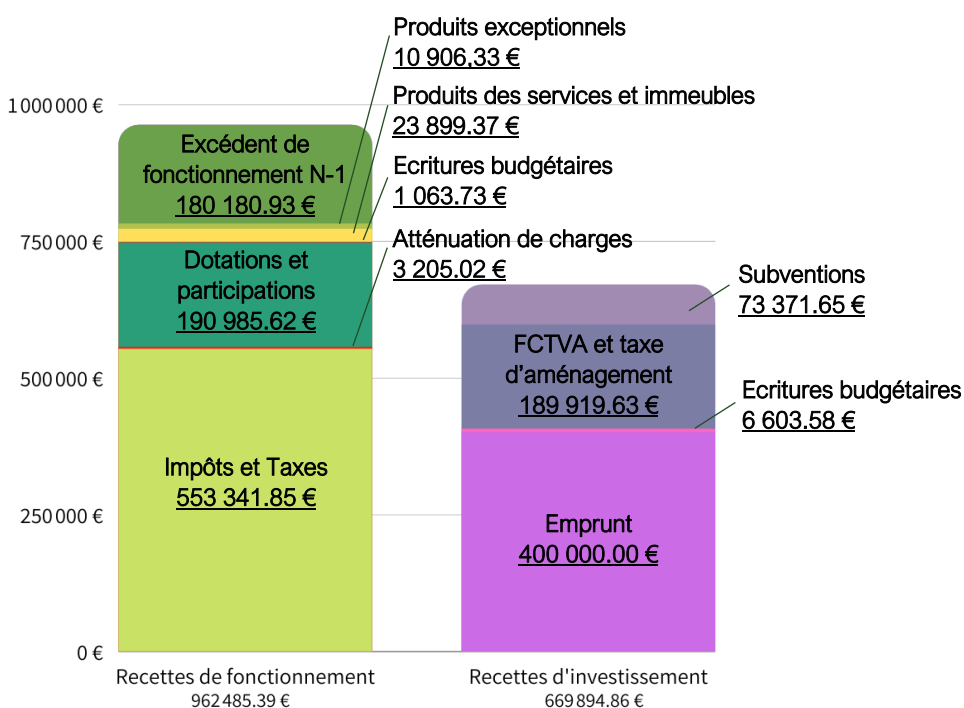 Produits exceptionnels
10 906,33 €
1 000 000 €
Produits des services et immeubles
23 899.37 €
Excédent de
fonctionnement N-1
180 180.93 €
Ecritures budgétaires
1 063.73 €
750 000 €
Atténuation de charges
3 205.02 €
Dotations et
participations
190 985.62 €
Subventions
73 371.65 €
FCTVA et taxe
d’aménagement
189 919.63 €
500 000 €
Ecritures budgétaires
6 603.58 €
Impôts et Taxes
553 341.85 €
250 000 €
Emprunt
400 000.00 €
0 €
Recettes de fonctionnement
962 485.39 €
Recettes d'investissement
669 894.86 €